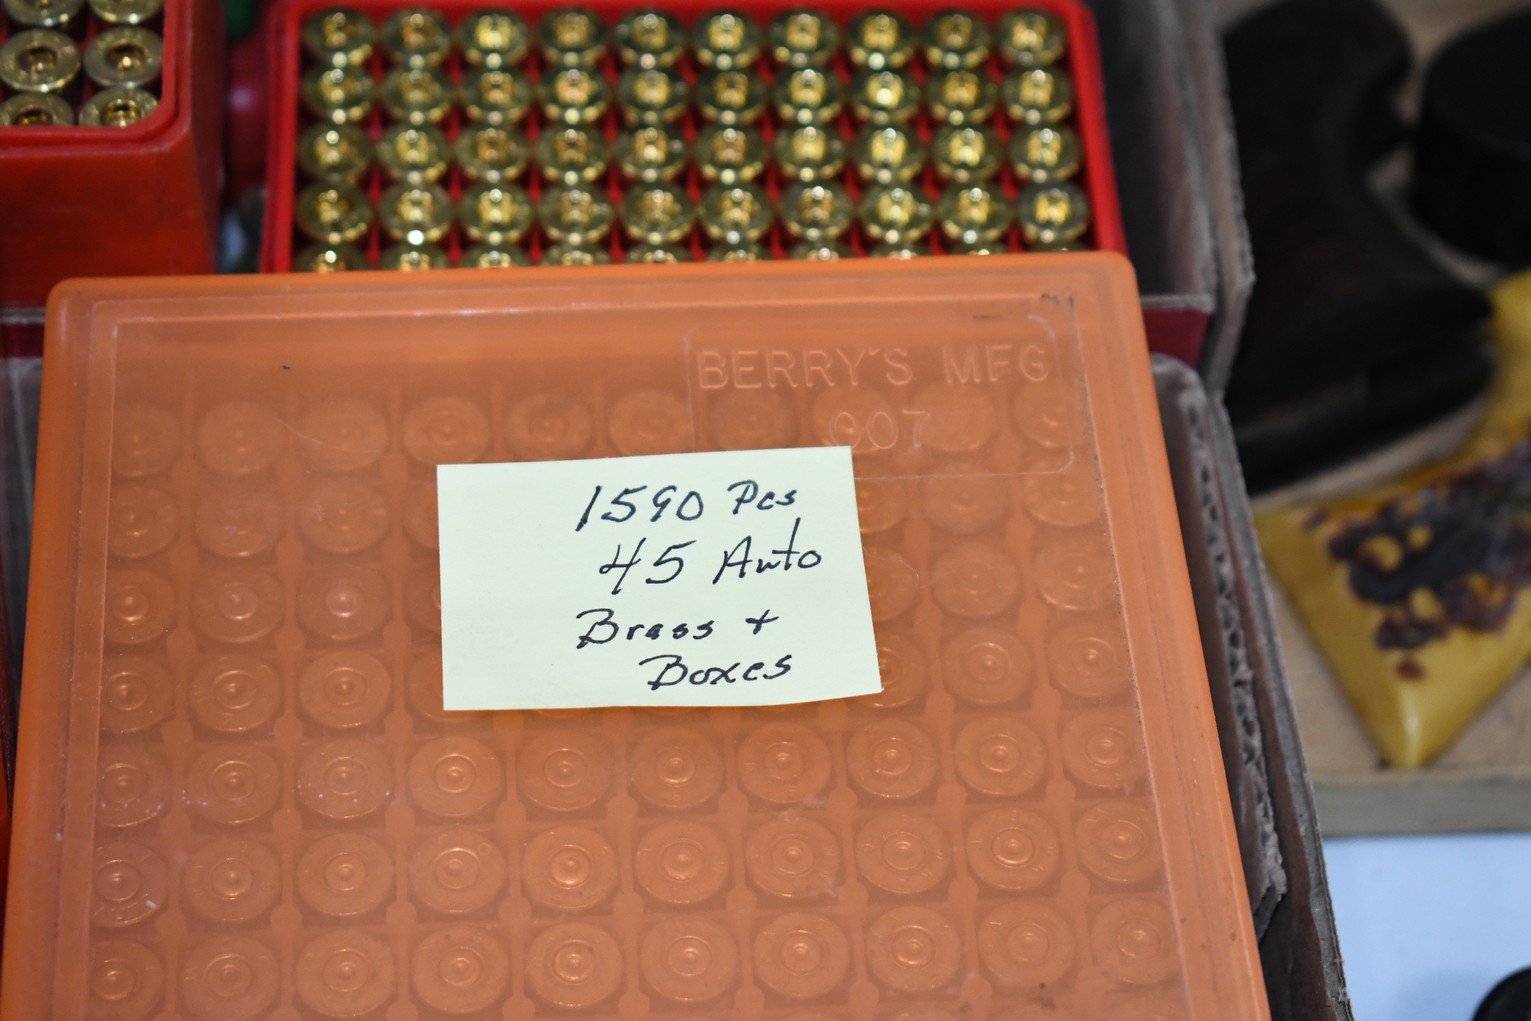 BERRY'S MFG
007
1590 Pcs
45 Auto
Brass +
Boxes